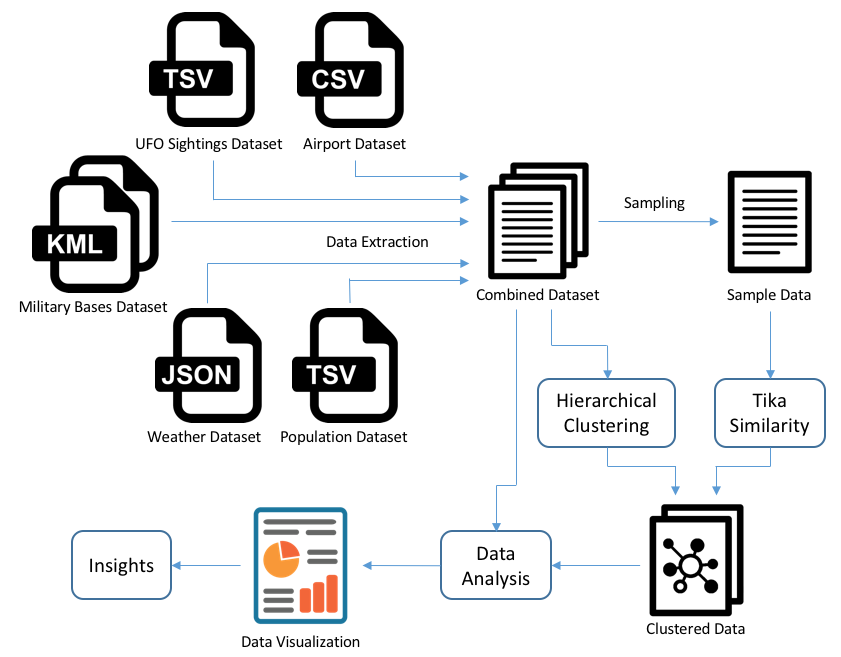 TSV
CSV
UFO Sightings Dataset
Airport Dataset
KML
Military Bases Dataset
Data Extraction
Sampling
Combined Dataset
Sample Data
JSON
TSV
Weather Dataset
Population Dataset
Hierarchical
Clustering
Tika
Similarity
Insights
Data Visualization
Data
Analysis
Clustered Data